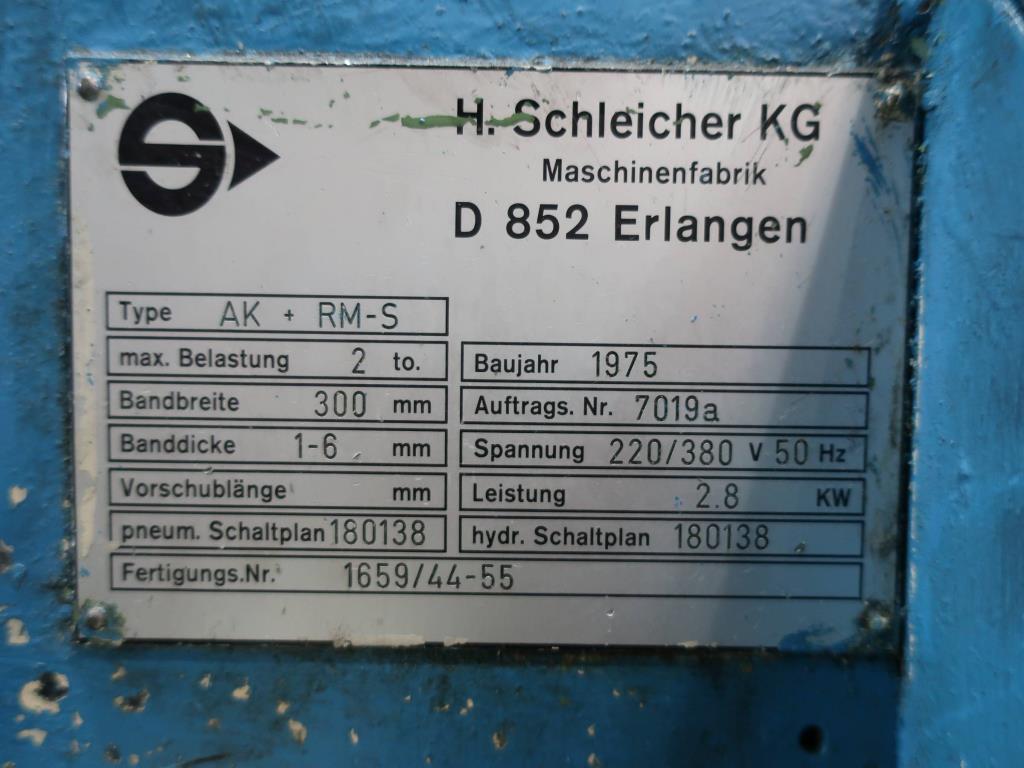 H. Schleicher KG
Maschinenfabrik
D 852 Erlangen
Type AK + RM-S
max. Belastung 2 to.
Bandbreite 300 mm
Banddicke 1-6 mm
Vorschublänge mm
pneum. Schaltplan 180138
Baujahr 1975
Auftrags. Nr. 7019a
Spannung 220/380 V 50 Hz
Leistung 2.8 KW
hydr. Schaltplan 180138
Fertigungs.Nr. 1659/44-55